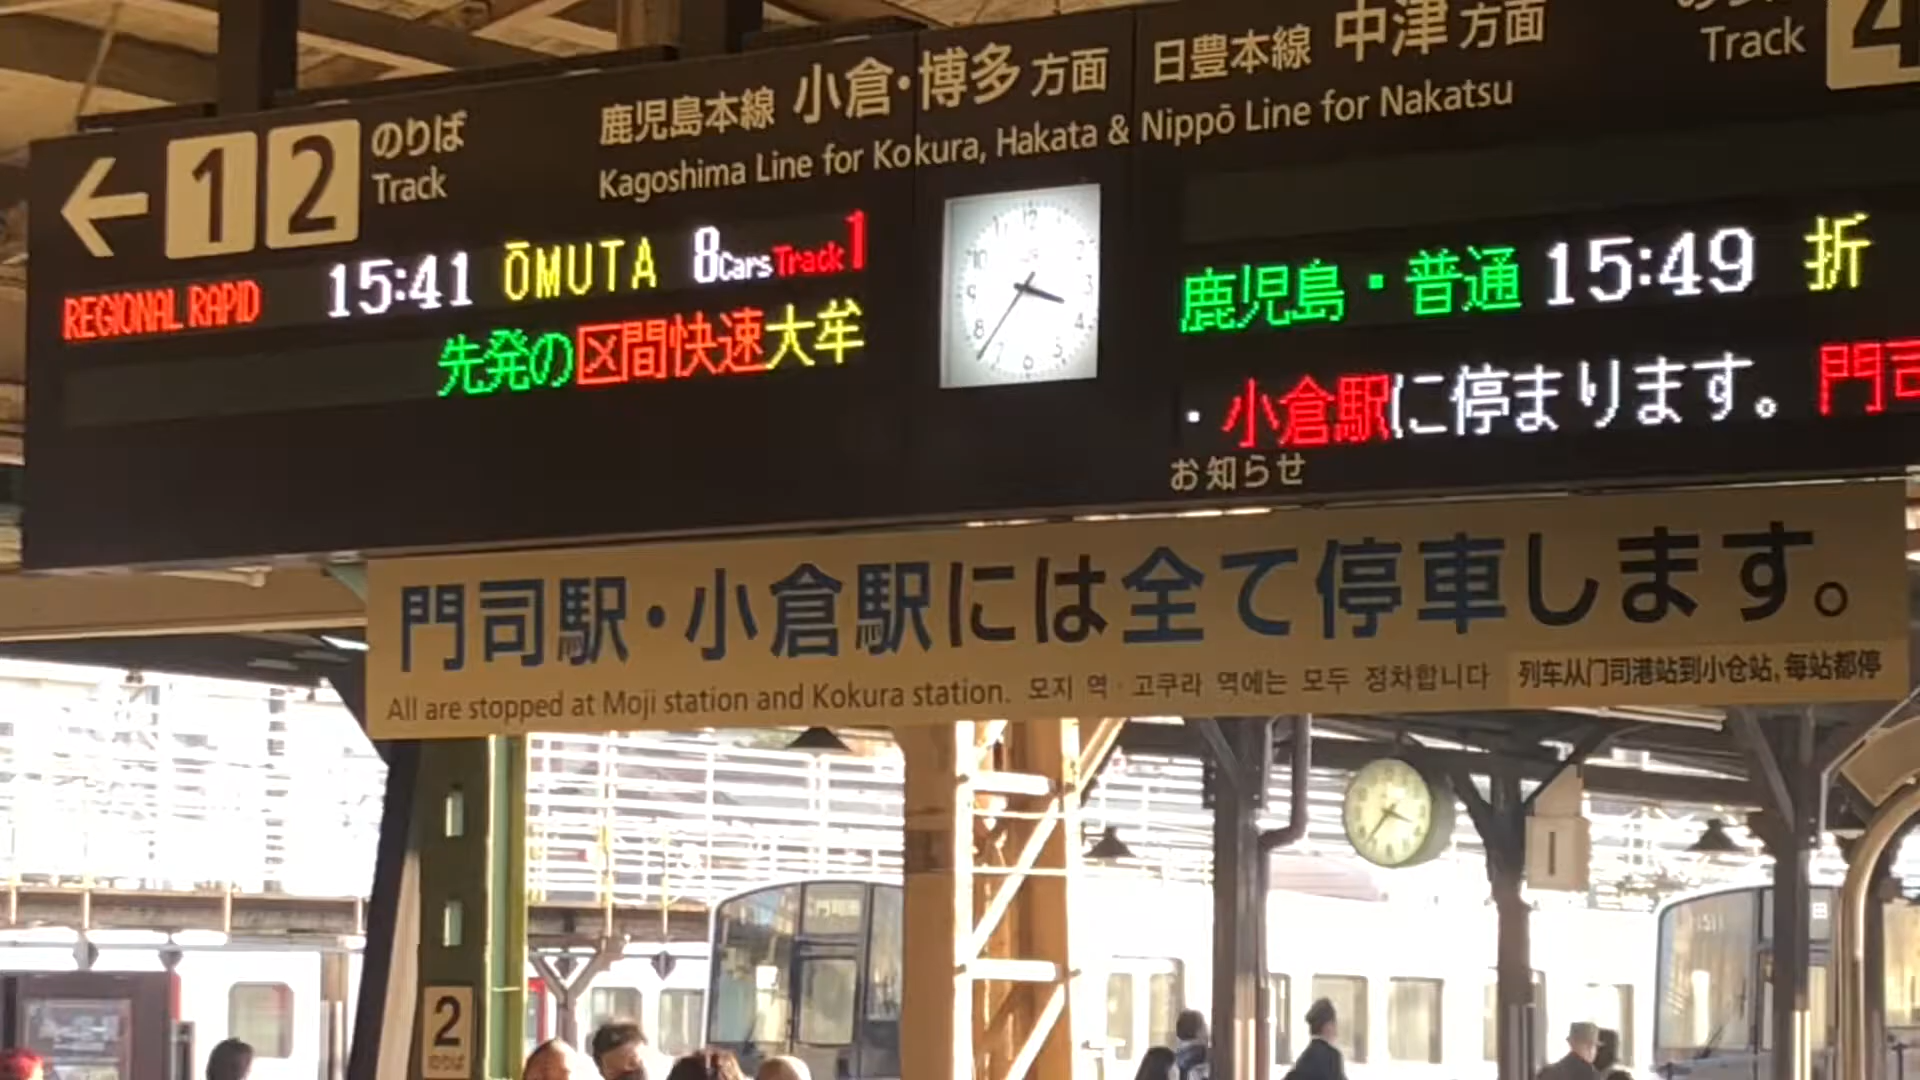 ← 1 2 のりば
Track
鹿児島本線 小倉・博多方面 日豊本線 中津方面
Kagoshima Line for Kokura, Hakata & Nippō Line for Nakatsu
Track 4
REGIONAL RAPID 15:41 ŌMUTA 8Cars Track1
先発の区間快速大牟
鹿児島・普通 15:49 折
・小倉駅に停まります。門司
お知らせ
門司駅・小倉駅には全て停車します。
All are stopped at Moji station and Kokura station. 모지 역・고쿠라 역에는 모두 정차합니다 列车从门司港站到小仓站,每站都停
2
のりば